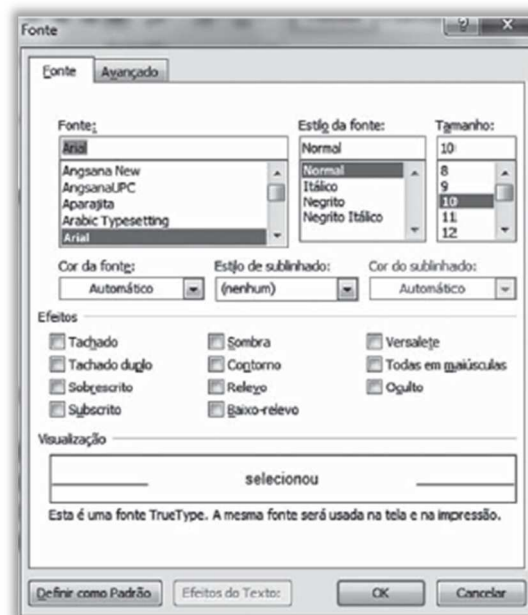 Fonte
Fonte Avançado
Fonte: Estilo da fonte: Tamanho:
Arial Normal 10
Angsana New Normal 8
AngsanaUPC Itálico 9
Aparajita Negrito 10
Arabic Typesetting Negrito Itálico 11
Arial 12
Cor da fonte: Estilo de sublinhado: Cor do sublinhado:
Automático (nenhum) Automático
Efeitos
Tachado Sombra Versalete
Tachado duplo Contorno Todas em maiúsculas
Sobrescrito Relevo Oculto
Subscrito Baixo-relevo
Visualização
selecionou
Esta é uma fonte TrueType. A mesma fonte será usada na tela e na impressão.
Definir como Padrão Efeitos do Texto: OK Cancelar